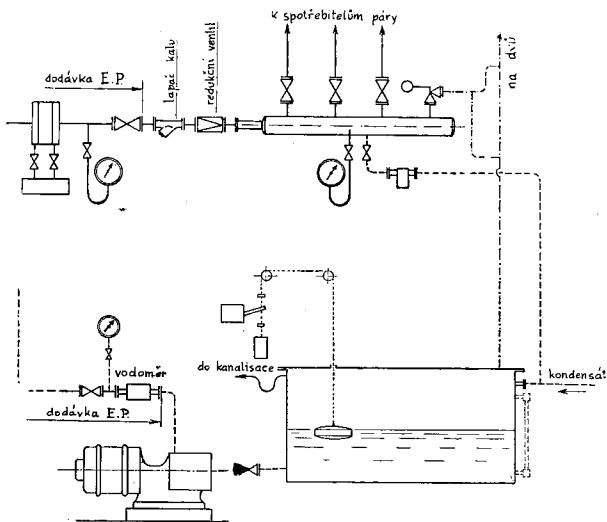 k spotřebitelům páry
dodávka E.P.
lapač kalu
redukční ventil
na dvůr
vodoměr
do kanalisace
kondensát
dodávka E.P.